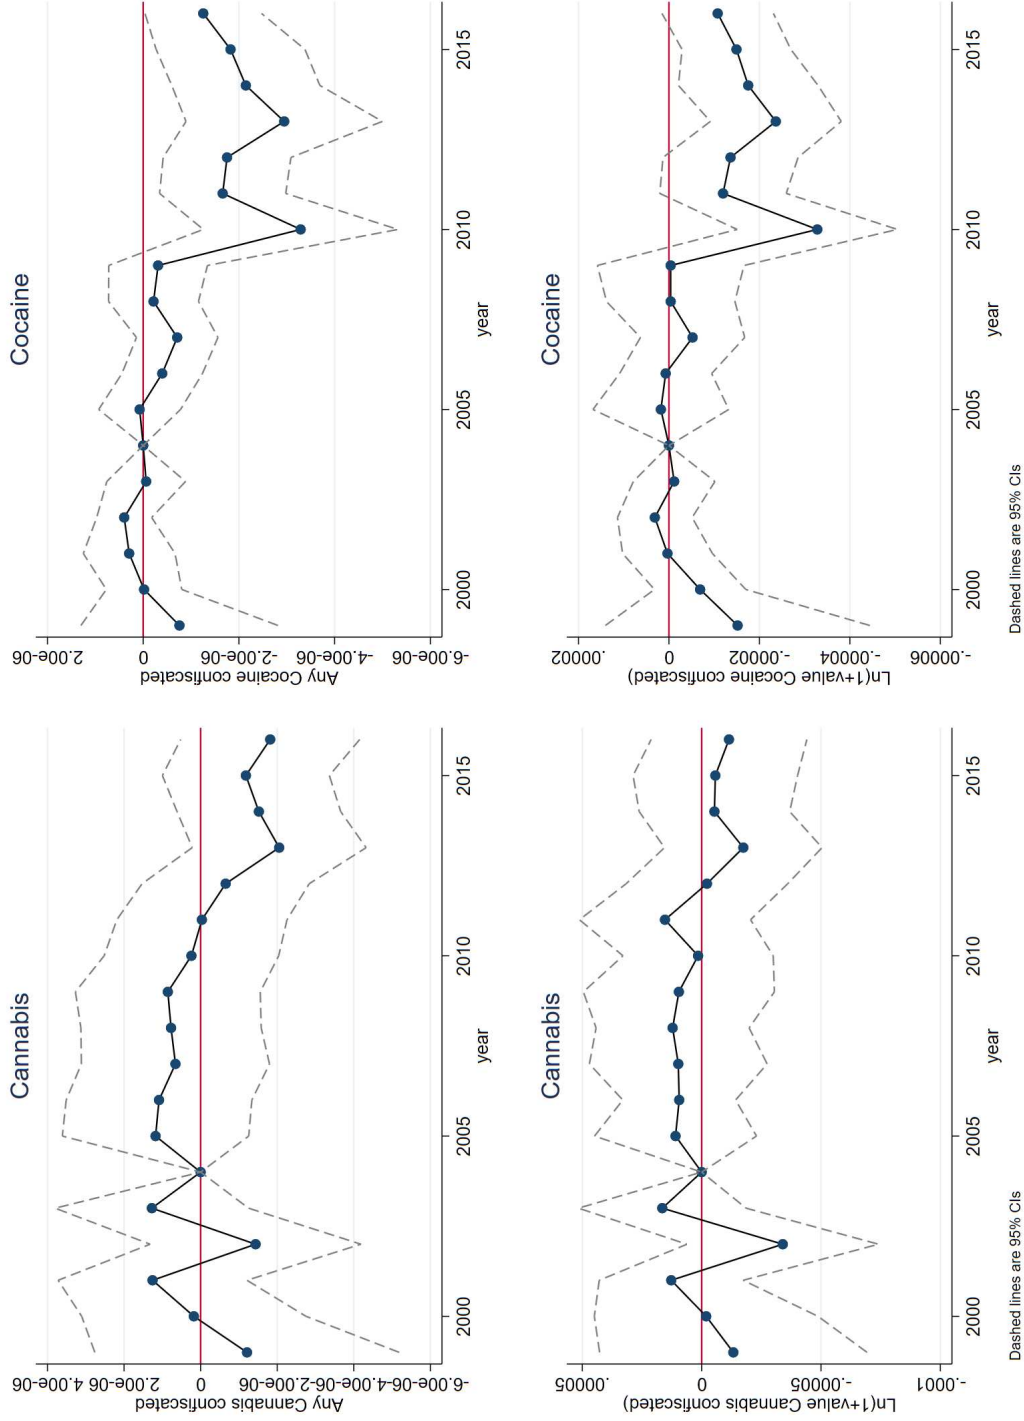 Cannabis
Any Cannabis confiscated
-6.00e-06 -4.00e-06 -2.00e-06 0 2.00e-06 4.00e-06
2000 2005 2010 2015
year
Cocaine
Any Cocaine confiscated
-6.00e-06 -4.00e-06 -2.00e-06 0 2.00e-06
2000 2005 2010 2015
year
Cannabis
Ln(1+value Cannabis confiscated)
-.0001 -.00005 0 .00005
2000 2005 2010 2015
year
Dashed lines are 95% CIs
Cocaine
Ln(1+value Cocaine confiscated)
-.00006 -.00004 -.00002 0 .00002
2000 2005 2010 2015
year
Dashed lines are 95% CIs